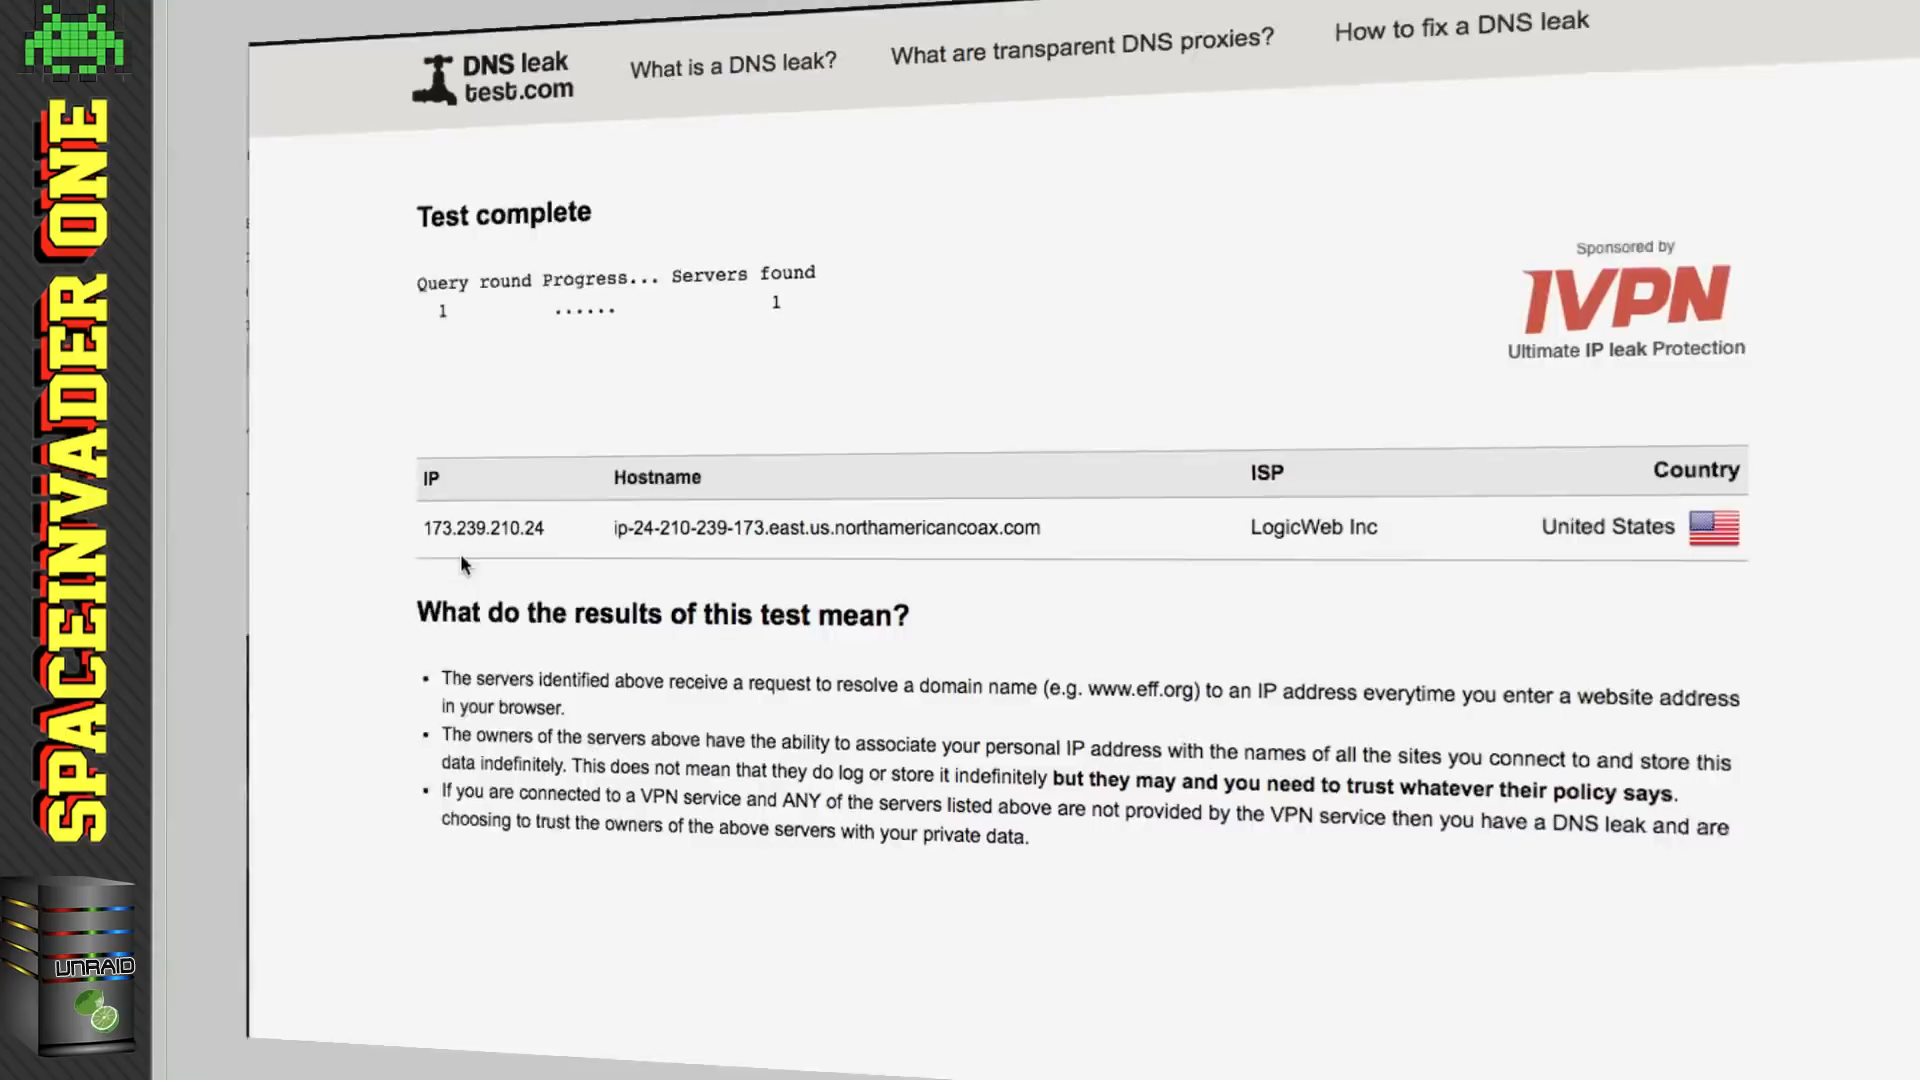 SPACEINVADER ONE
UNRAID
DNS leak
test.com
What is a DNS leak?
What are transparent DNS proxies?
How to fix a DNS leak
Test complete
Query round Progress... Servers found
1 ...... 1
Sponsored by
IVPN
Ultimate IP leak Protection
IP Hostname ISP Country
173.239.210.24 ip-24-210-239-173.east.us.northamericancoax.com LogicWeb Inc United States
What do the results of this test mean?
• The servers identified above receive a request to resolve a domain name (e.g. www.eff.org) to an IP address everytime you enter a website address
in your browser.
• The owners of the servers above have the ability to associate your personal IP address with the names of all the sites you connect to and store this
data indefinitely. This does not mean that they do log or store it indefinitely but they may and you need to trust whatever their policy says.
• If you are connected to a VPN service and ANY of the servers listed above are not provided by the VPN service then you have a DNS leak and are
choosing to trust the owners of the above servers with your private data.